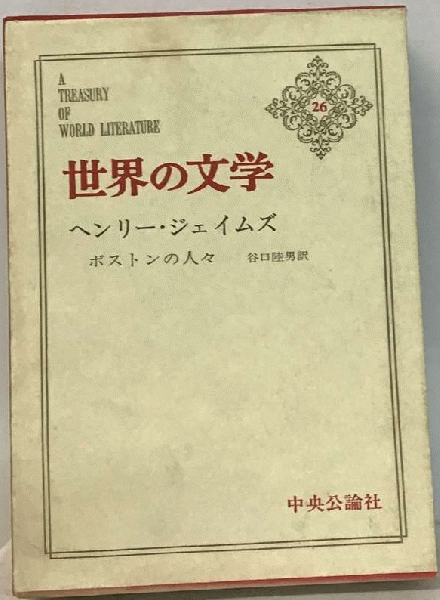 A
TREASURY
OF
WORLD LITERATURE
26
世界の文学
ヘンリー・ジェイムズ
ボストンの人々 谷口陸男訳
中央公論社